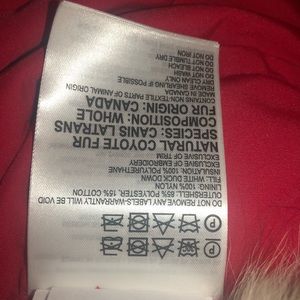 DO NOT REMOVE ANY LABELS-WARRANTY WILL BE VOID
OUTERSHELL: 85% POLYESTER, 15% COTTON
LINING: 100% NYLON
FILL: WHITE DUCK DOWN
INSULATION: 100% POLYURETHANE
EXCLUSIVE OF EMBROIDERY
EXCLUSIVE OF TRIM
NATURAL COYOTE FUR
SPECIES: CANIS LATRANS
COMPOSITION: WHOLE
FUR ORIGIN: CANADA
CONTAINS NON-TEXTILE PARTS OF ANIMAL ORIGIN
MADE IN CANADA
REMOVE SHEARLING IF POSSIBLE
DRY CLEAN ONLY
DO NOT WASH
DO NOT BLEACH
DO NOT TUMBLE DRY
DO NOT IRON